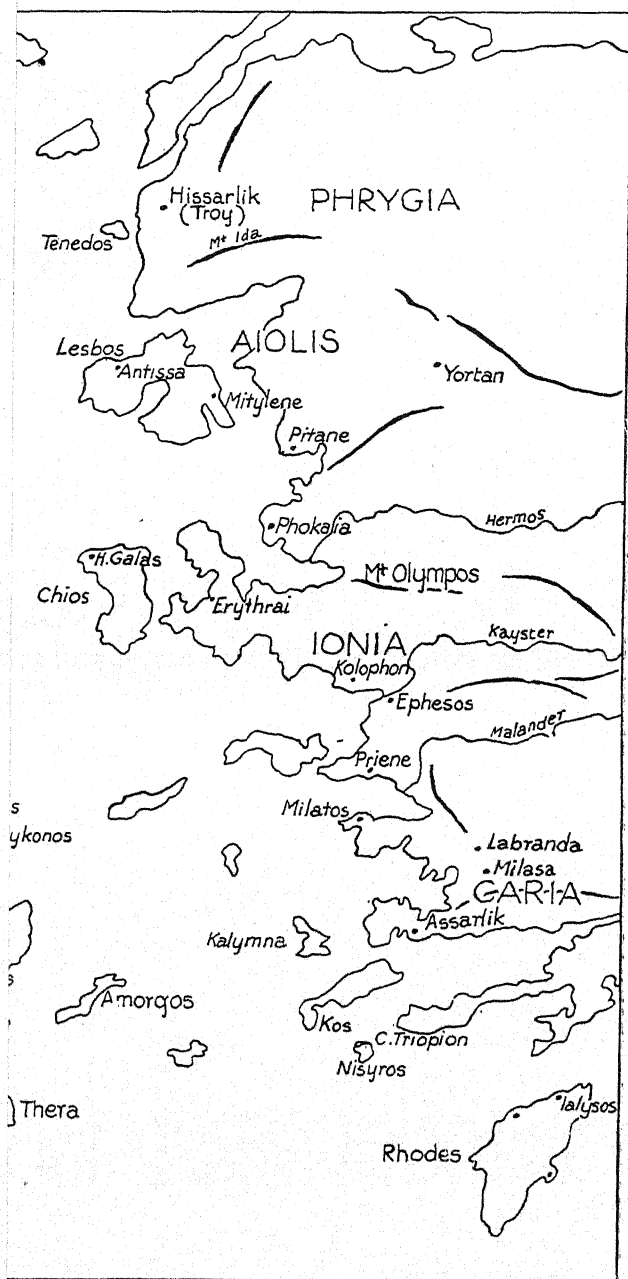 Hissarlik
(Troy)
PHRYGIA
Tenedos
Mt Ida
AIOLIS
Lesbos
Antissa
Yortan
Mitylene
Pitane
Hermos
Phokaia
H.Galas
Mt Olympos
Chios
Erythrai
IONIA
Kayster
Kolophon
Ephesos
Maiander
Priene
s
Milatos
ykonos
Labranda
Milasa
CARIA
Assarlik
Kalymna
s
Amorgos
Kos
C.Triopion
Nisyros
Ialysos
Thera
Rhodes